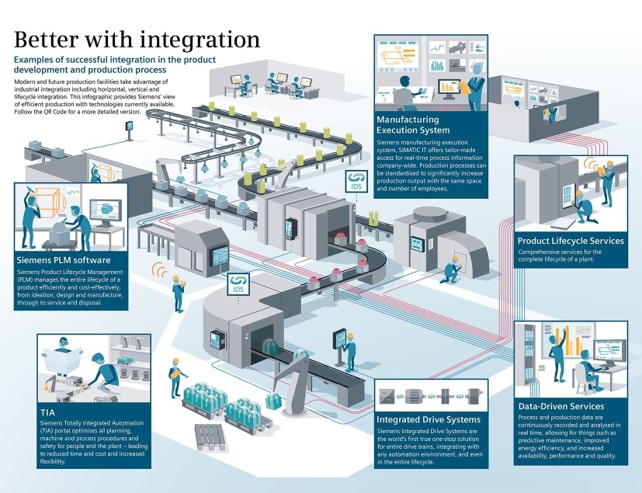 Better with integration
Examples of successful integration in the product
development and production process
Modern and future production facilities take advantage of
industrial integration including horizontal, vertical and
lifecycle integration. This infographic provides Siemens' view
of efficient production with technologies currently available.
Follow the QR Code for a more detailed version.
Manufacturing
Execution System
Siemens manufacturing execution
system, SIMATIC IT offers tailor-made
access for real-time process information
company-wide. Production processes can
be standardised to significantly increase
production output with the same space
and number of employees.
IDS
Siemens PLM software
Siemens Product Lifecycle Management
(PLM) manages the entire lifecycle of a
product efficiently and cost-effectively,
from ideation, design and manufacture,
through to service and disposal.
Product Lifecycle Services
Comprehensive services for the
complete lifecycle of a plant.
IDS
TIA
Siemens Totally Integrated Automation
(TIA) portal optimises all planning,
machine and process procedures and
safety for people and the plant – leading
to reduced time and cost and increased
flexibility.
Integrated Drive Systems
Siemens Integrated Drive Systems are
the world's first true one-stop solution
for entire drive trains, integrating with
any automation environment, and even
in the entire lifecycle.
Data-Driven Services
Process and production data are
continuously recorded and analysed in
real time, allowing for things such as
predictive maintenance, improved
energy efficiency, and increased
availability, performance and quality.